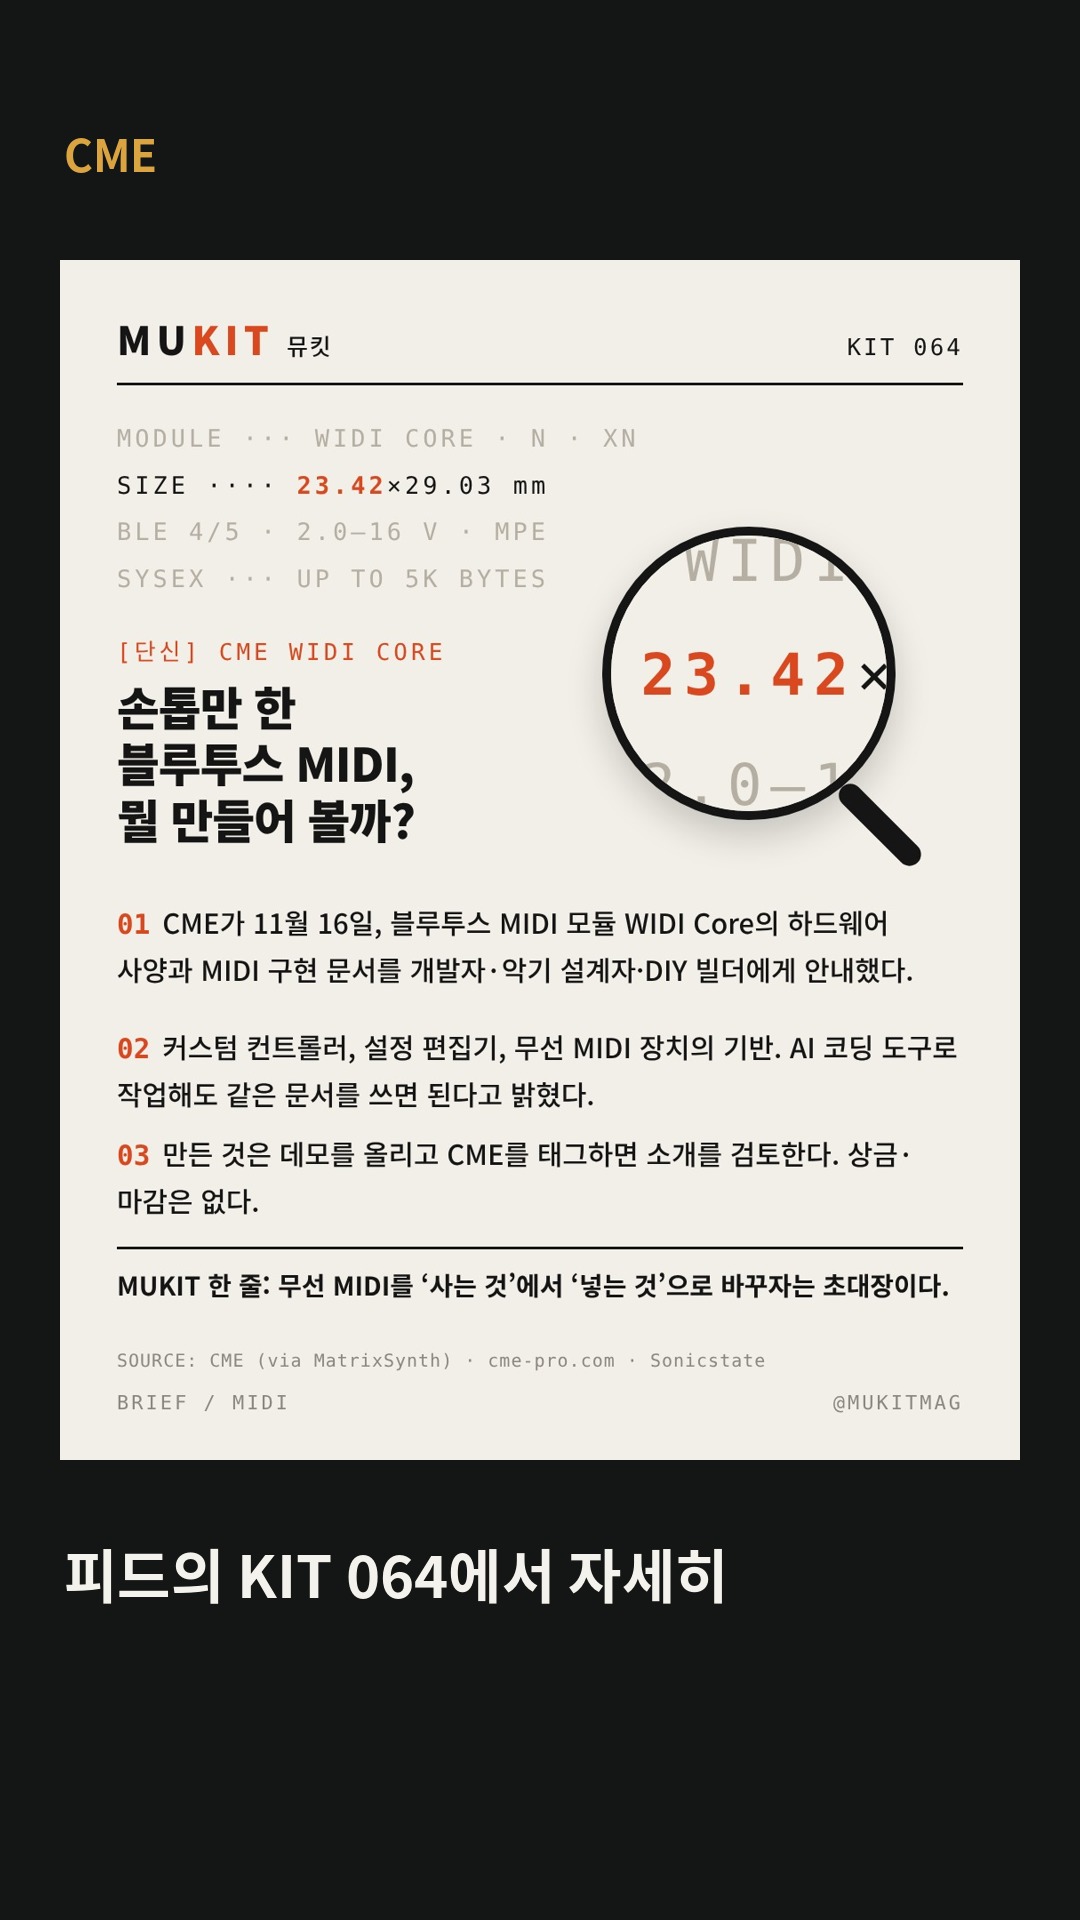 CME
MUKIT 뮤킷
KIT 064
MODULE ··· WIDI CORE · N · XN
SIZE ···· 23.42×29.03 mm
BLE 4/5 · 2.0–16 V · MPE
SYSEX ··· UP TO 5K BYTES
WIDI
23.42×
2.0–1
[단신] CME WIDI CORE
손톱만 한
블루투스 MIDI,
뭘 만들어 볼까?
01 CME가 11월 16일, 블루투스 MIDI 모듈 WIDI Core의 하드웨어
사양과 MIDI 구현 문서를 개발자·악기 설계자·DIY 빌더에게 안내했다.
02 커스텀 컨트롤러, 설정 편집기, 무선 MIDI 장치의 기반. AI 코딩 도구로
작업해도 같은 문서를 쓰면 된다고 밝혔다.
03 만든 것은 데모를 올리고 CME를 태그하면 소개를 검토한다. 상금·
마감은 없다.
MUKIT 한 줄: 무선 MIDI를 ‘사는 것’에서 ‘넣는 것’으로 바꾸자는 초대장이다.
SOURCE: CME (via MatrixSynth) · cme-pro.com · Sonicstate
BRIEF / MIDI
@MUKITMAG
피드의 KIT 064에서 자세히